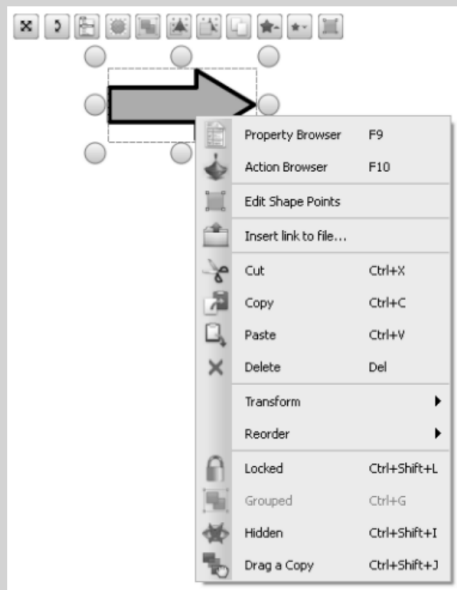 Property Browser F9
Action Browser F10
Edit Shape Points
Insert link to file...
Cut Ctrl+X
Copy Ctrl+C
Paste Ctrl+V
Delete Del
Transform
Reorder
Locked Ctrl+Shift+L
Grouped Ctrl+G
Hidden Ctrl+Shift+I
Drag a Copy Ctrl+Shift+J